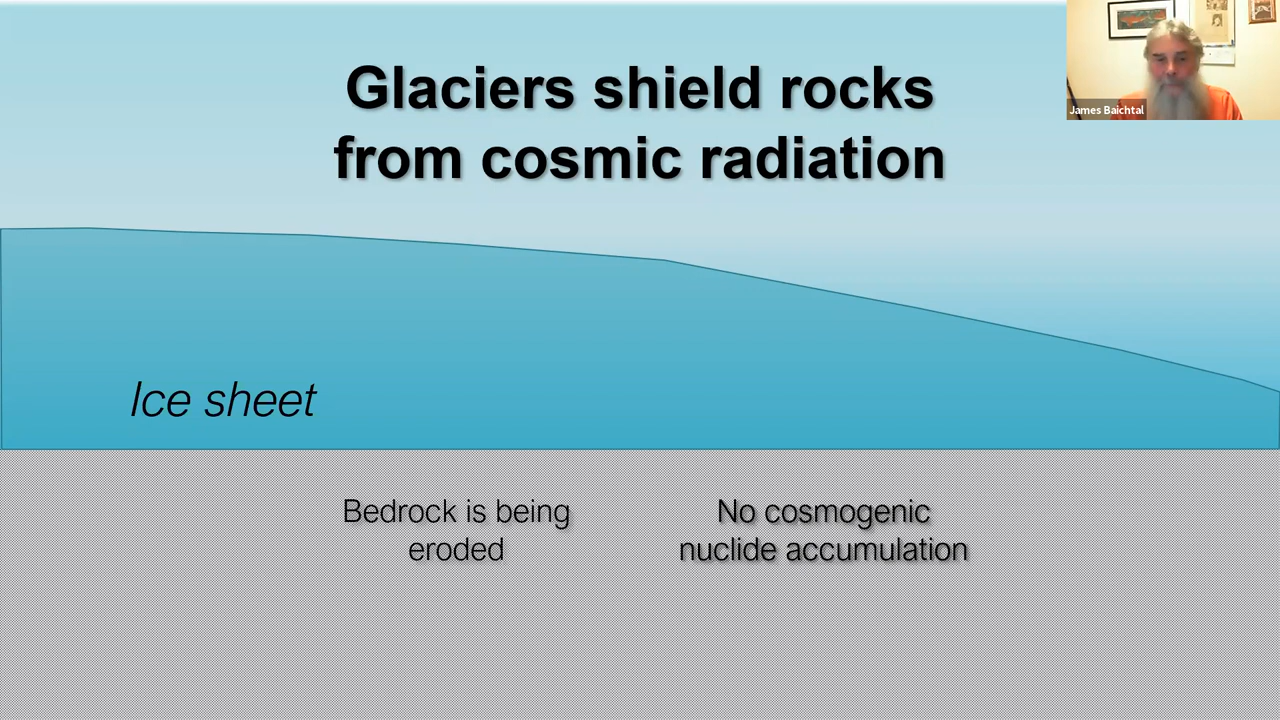 Glaciers shield rocks
from cosmic radiation
James Baichtal
Ice sheet
Bedrock is being
eroded
No cosmogenic
nuclide accumulation